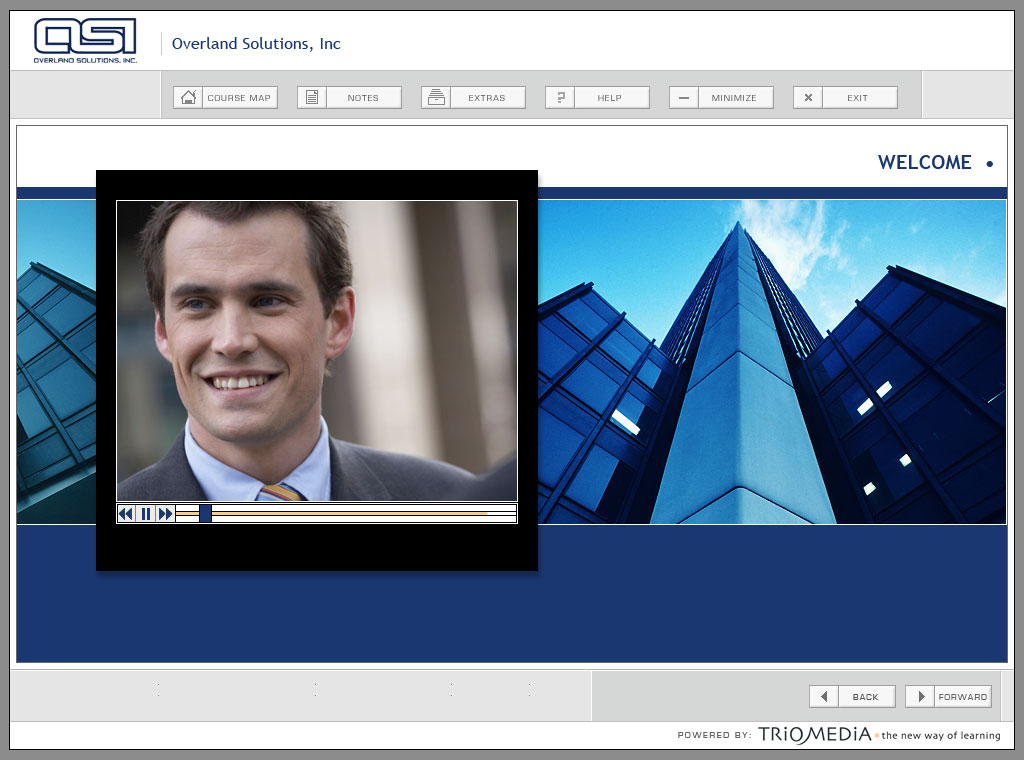 OSI
OVERLAND SOLUTIONS, INC.
Overland Solutions, Inc
COURSE MAP
NOTES
EXTRAS
HELP
MINIMIZE
EXIT
WELCOME
BACK
FORWARD
POWERED BY: TRiOMEDiA the new way of learning